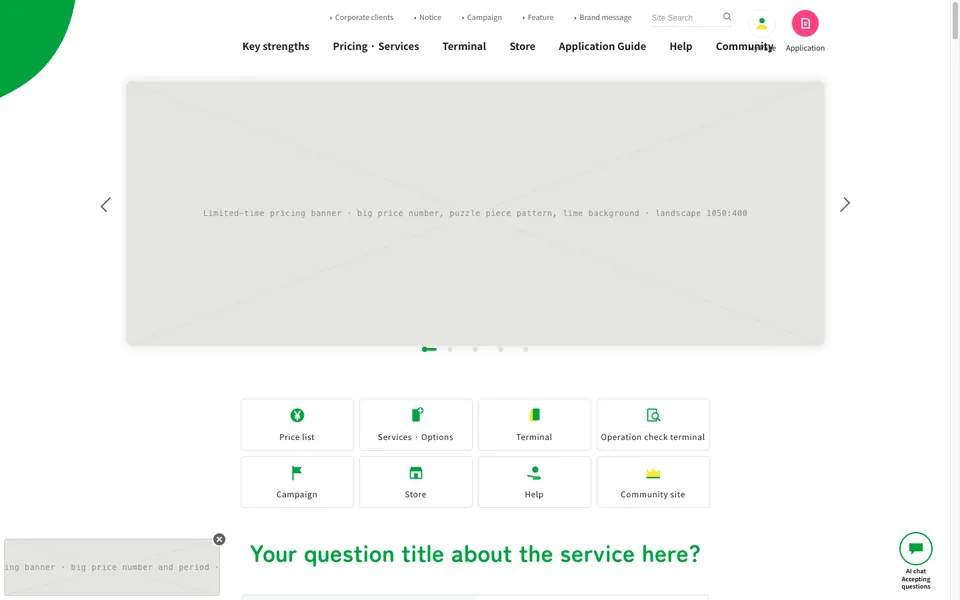 Corporate clients
Notice
Campaign
Feature
Brand message
Site Search
Key strengths
Pricing · Services
Terminal
Store
Application Guide
Help
Community
Application
Limited-time pricing banner · big price number, puzzle piece pattern, lime background · landscape 1050:400
Price list
Services · Options
Terminal
Operation check terminal
Campaign
Store
Help
Community site
ing banner · big price number and period ·
Your question title about the service here?
AI chat
Accepting
questions